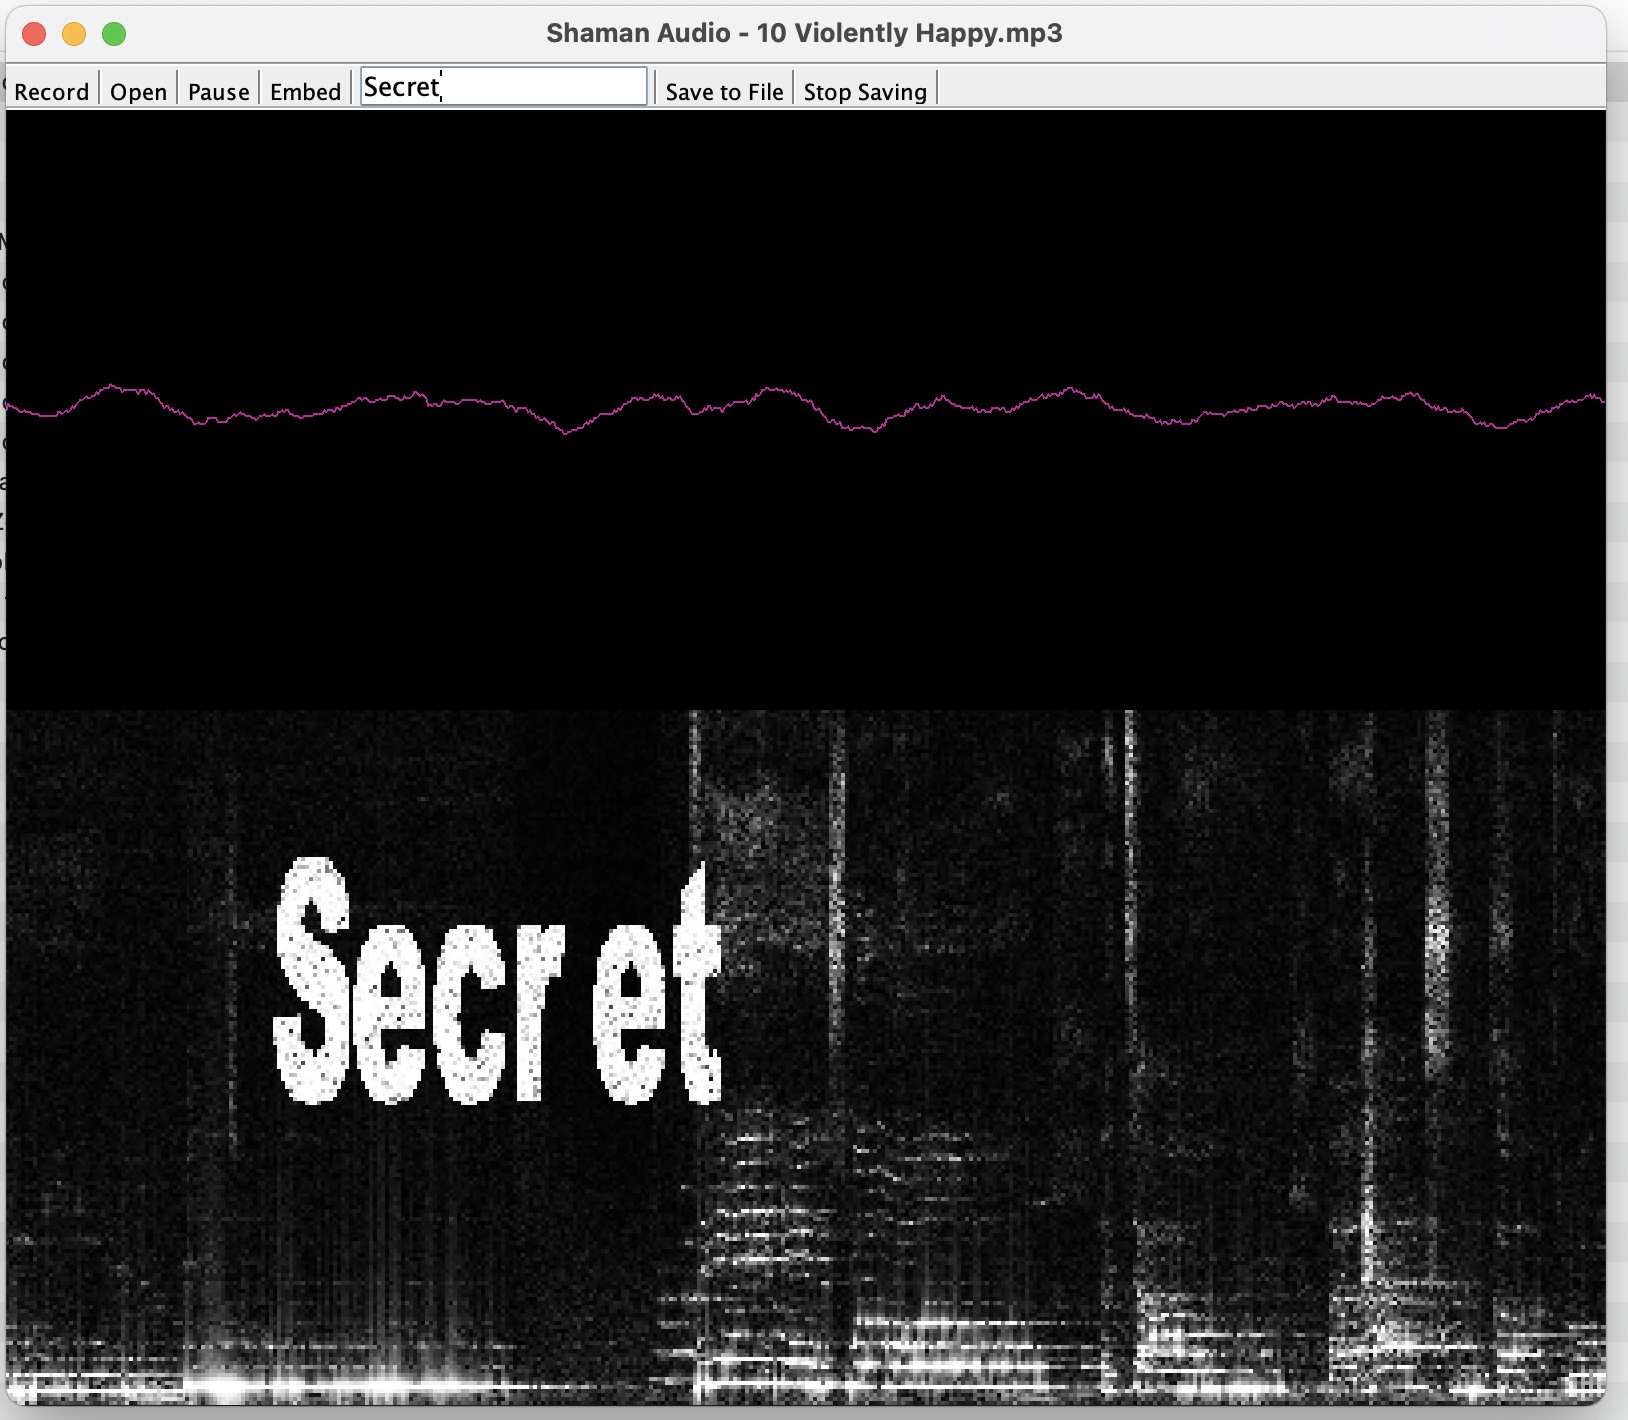 Shaman Audio - 10 Violently Happy.mp3
Record Open Pause Embed Secret Save to File Stop Saving
Secret